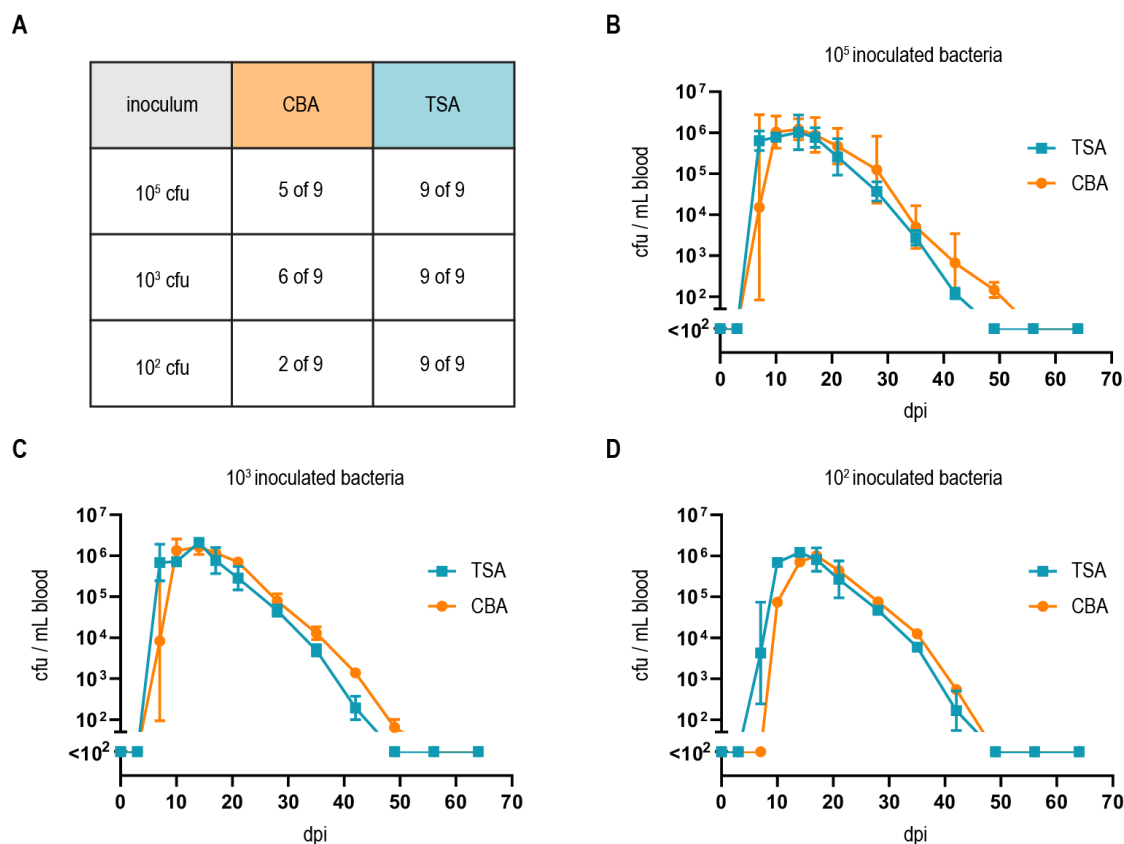 A
inoculum CBA TSA
10⁵ cfu 5 of 9 9 of 9
10³ cfu 6 of 9 9 of 9
10² cfu 2 of 9 9 of 9
B
10⁵ inoculated bacteria
cfu / mL blood
10⁷
10⁶
10⁵
10⁴
10³
10²
<10²
0 10 20 30 40 50 60 70
dpi
TSA
CBA
C
10³ inoculated bacteria
cfu / mL blood
10⁷
10⁶
10⁵
10⁴
10³
10²
<10²
0 10 20 30 40 50 60 70
dpi
TSA
CBA
D
10² inoculated bacteria
cfu / mL blood
10⁷
10⁶
10⁵
10⁴
10³
10²
<10²
0 10 20 30 40 50 60 70
dpi
TSA
CBA